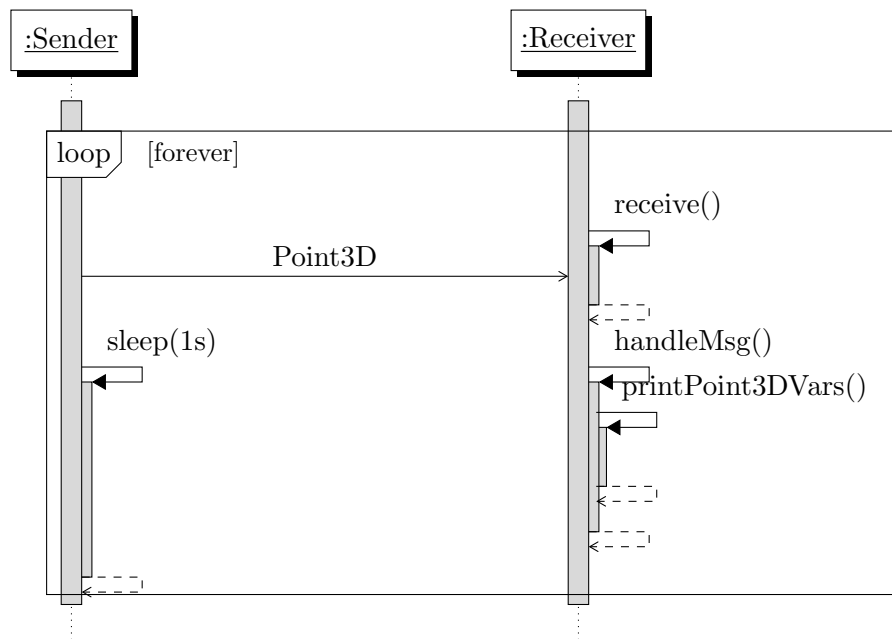 :Sender
:Receiver
loop
[forever]
receive()
Point3D
sleep(1s)
handleMsg()
printPoint3DVars()